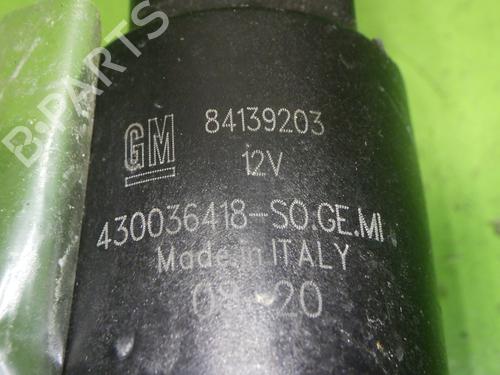 B-PARTS
GM
84139203
12V
430036418-SO.GE.MI
Made in ITALY
20